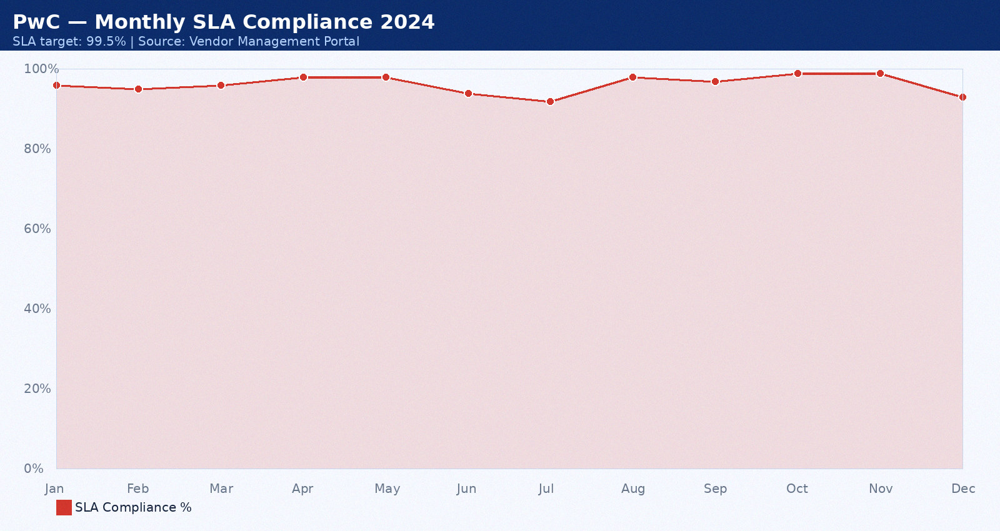 PwC — Monthly SLA Compliance 2024
SLA target: 99.5% | Source: Vendor Management Portal
100%
80%
60%
40%
20%
0%
Jan Feb Mar Apr May Jun Jul Aug Sep Oct Nov Dec
SLA Compliance %